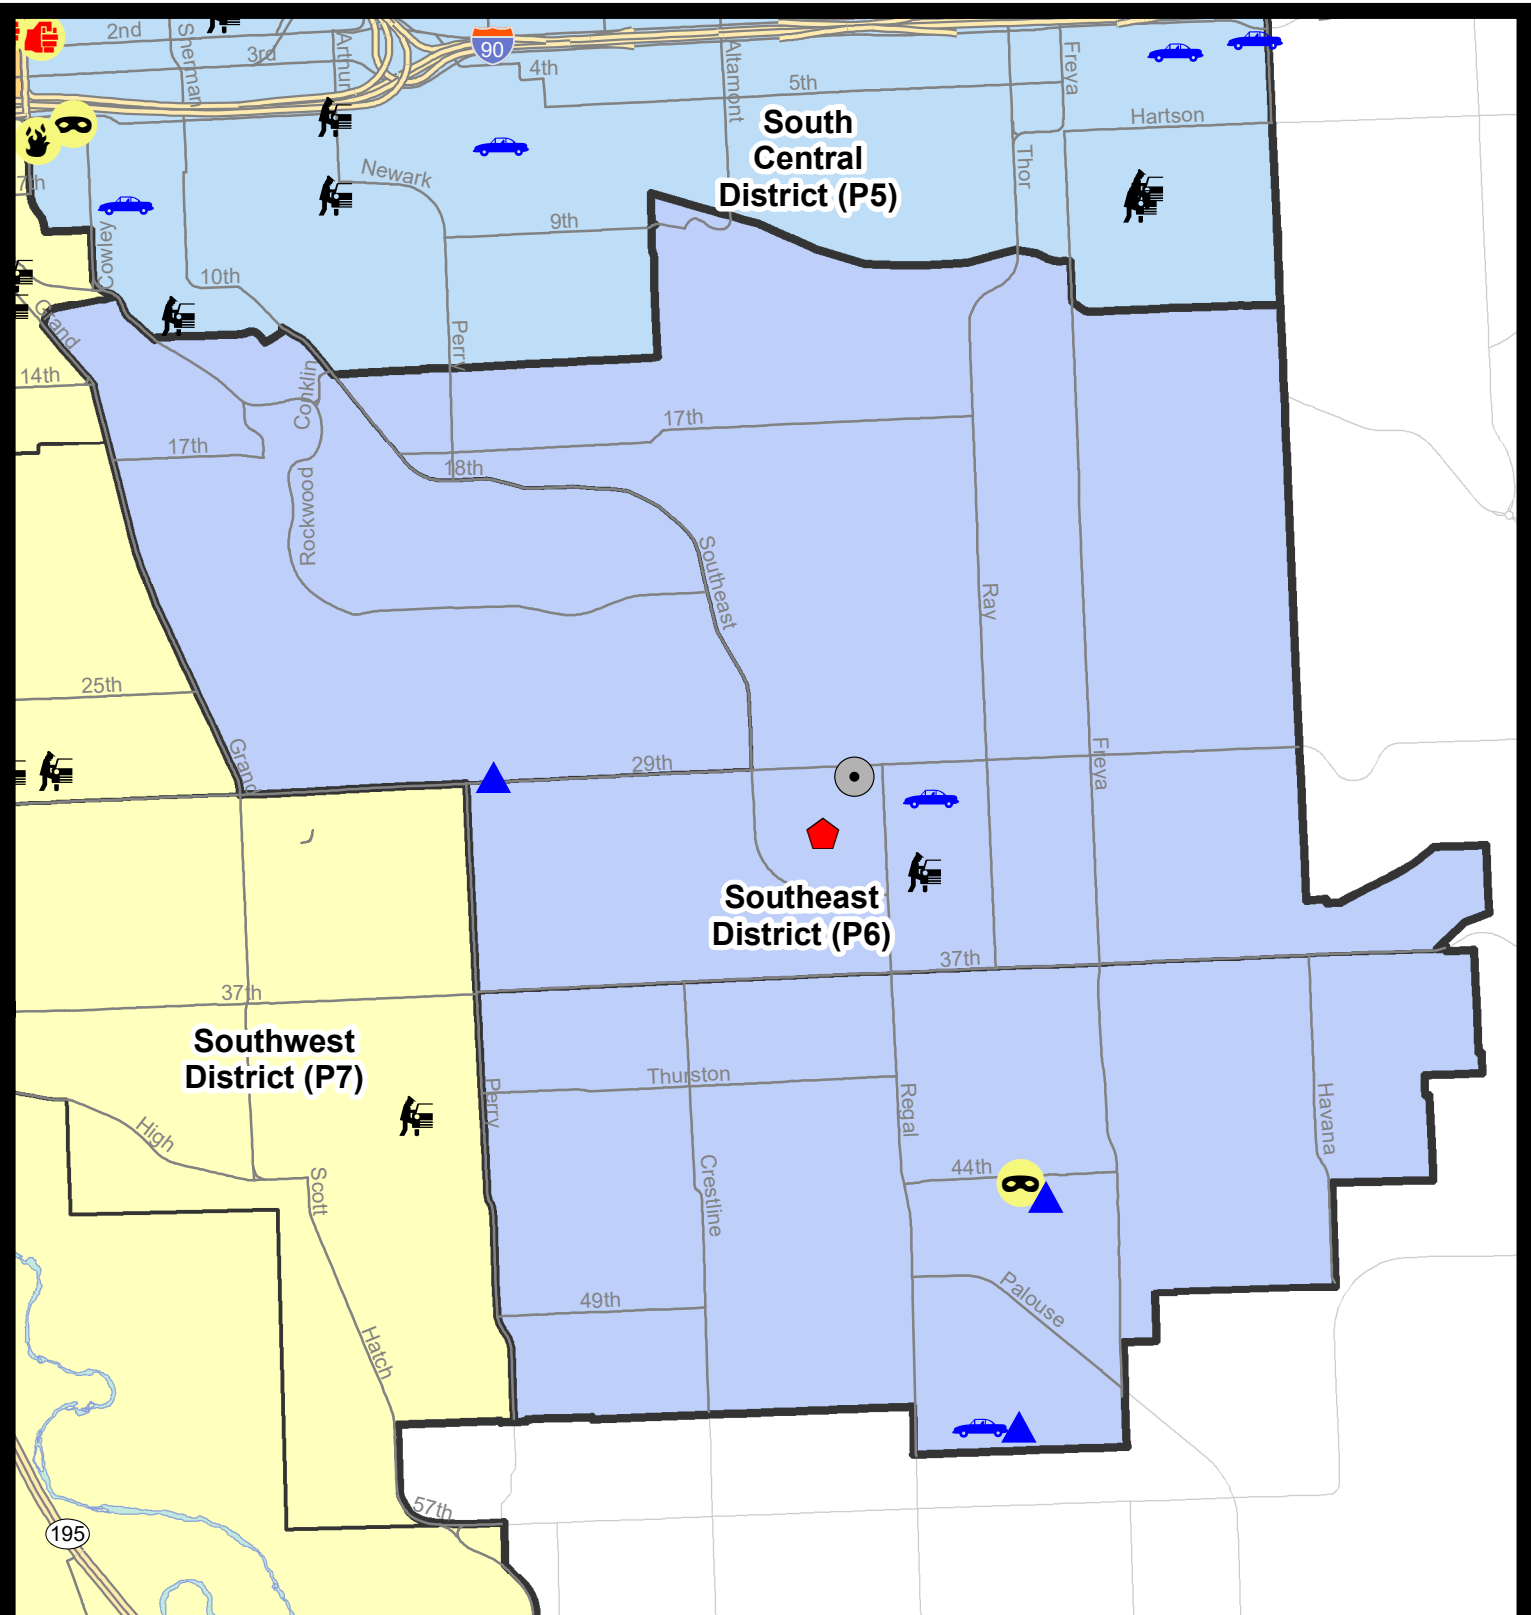 2nd
Sherman
3rd
Arthur
90
4th
Altamont
5th
Freya
Hartson
South
Central
District (P5)
Thor
7th
Newark
9th
Cowley
10th
Grand
Perry
14th
Conklin
17th
17th
18th
Rockwood
Southeast
Ray
25th
Grand
29th
Freya
Southeast
District (P6)
37th
37th
Southwest
District (P7)
Thurston
Perry
Regal
Havana
High
Scott
Crestline
44th
49th
Palouse
Hatch
57th
195